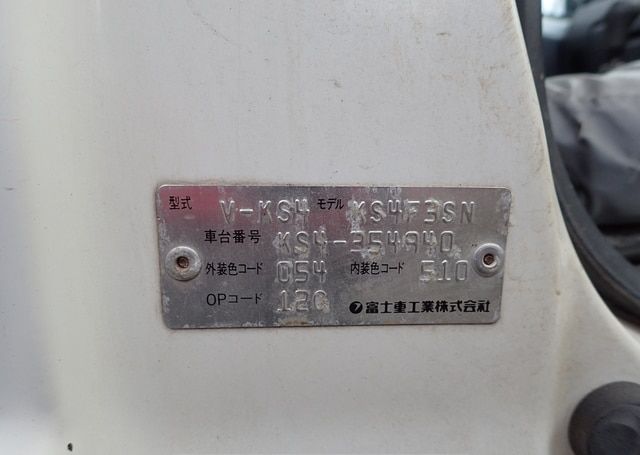 型式 V-KS4 モデル KS4F3SN
車台番号 KS4-354940
外装色コード 054 内装色コード 510
OPコード 12C
富士重工業株式会社